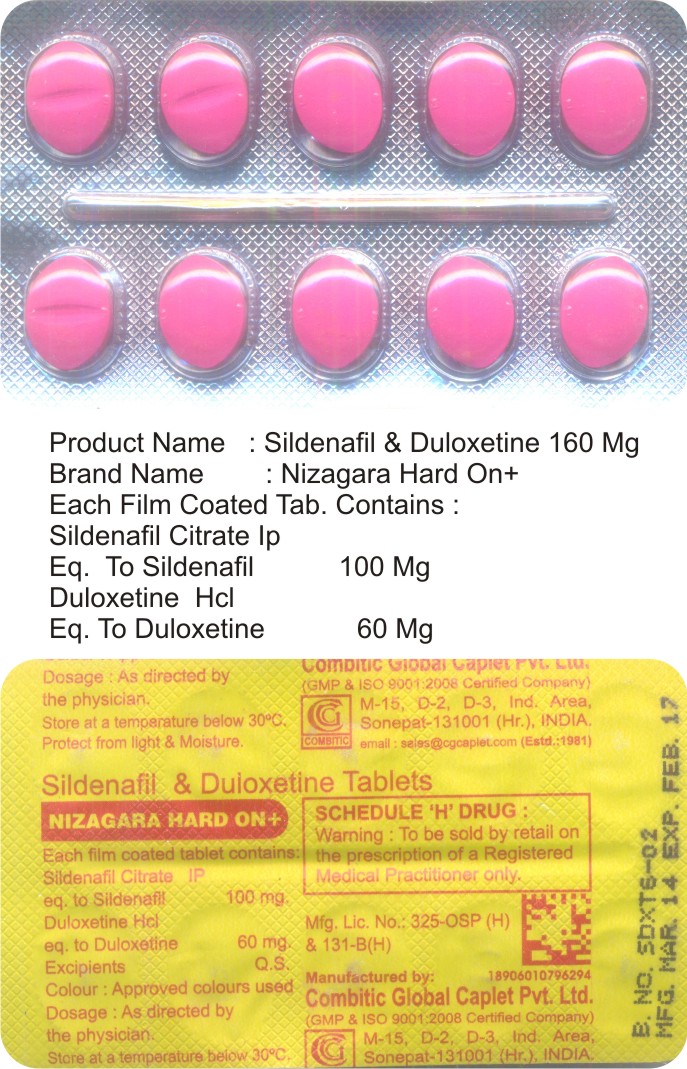 Product Name : Sildenafil & Duloxetine 160 Mg
Brand Name : Nizagara Hard On+
Each Film Coated Tab. Contains :
Sildenafil Citrate Ip
Eq. To Sildenafil 100 Mg
Duloxetine Hcl
Eq. To Duloxetine 60 Mg
Dosage : As directed by
the physician.
Store at a temperature below 30ºC.
Protect from light & Moisture.
Combitic Global Caplet Pvt. Ltd.
(GMP & ISO 9001:2008 Certified Company)
CG
COMBITIC
M-15, D-2, D-3, Ind. Area,
Sonepat-131001 (Hr.), INDIA.
email : sales@cgcaplet.com (Estd.:1981)
Sildenafil & Duloxetine Tablets
NIZAGARA HARD ON+
Each film coated tablet contains:
Sildenafil Citrate IP
eq. to Sildenafil 100 mg.
Duloxetine Hcl
eq. to Duloxetine 60 mg.
Excipients Q.S.
Colour : Approved colours used
Dosage : As directed by
the physician.
Store at a temperature below 30ºC.
SCHEDULE 'H' DRUG :
Warning : To be sold by retail on
the prescription of a Registered
Medical Practitioner only.
Mfg. Lic. No.: 325-OSP (H)
& 131-B(H)
18906010796294
Manufactured by:
Combitic Global Caplet Pvt. Ltd.
(GMP & ISO 9001:2008 Certified Company)
CG
M-15, D-2, D-3, Ind. Area,
Sonepat-131001 (Hr.), INDIA.
B. NO. SDXT6-02
MFG. MAR. 14 EXP. FEB. 17